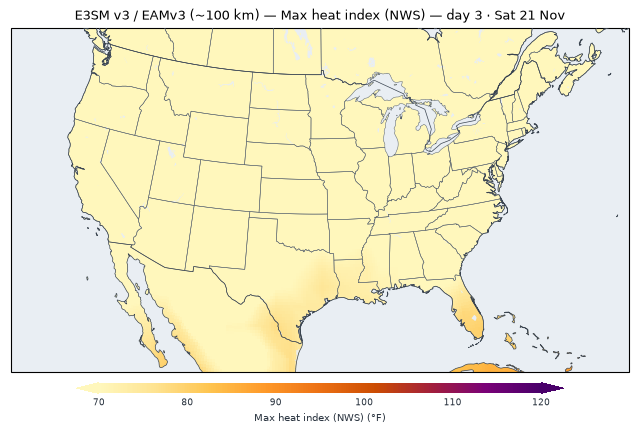 E3SM v3 / EAMv3 (~100 km) — Max heat index (NWS) — day 3 · Sat 21 Nov
70 80 90 100 110 120
Max heat index (NWS) (°F)